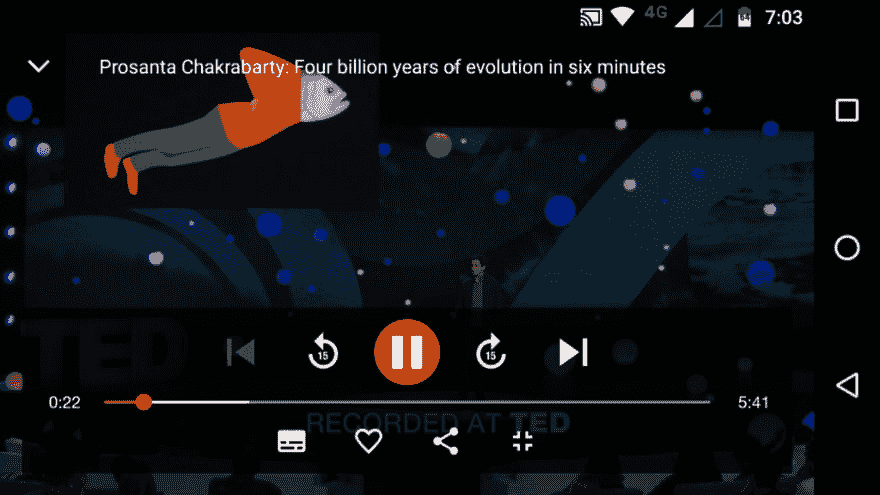 4G
64
7:03
Prosanta Chakrabarty: Four billion years of evolution in six minutes
TED
15
15
0:22
5:41
RECORDED AT TED